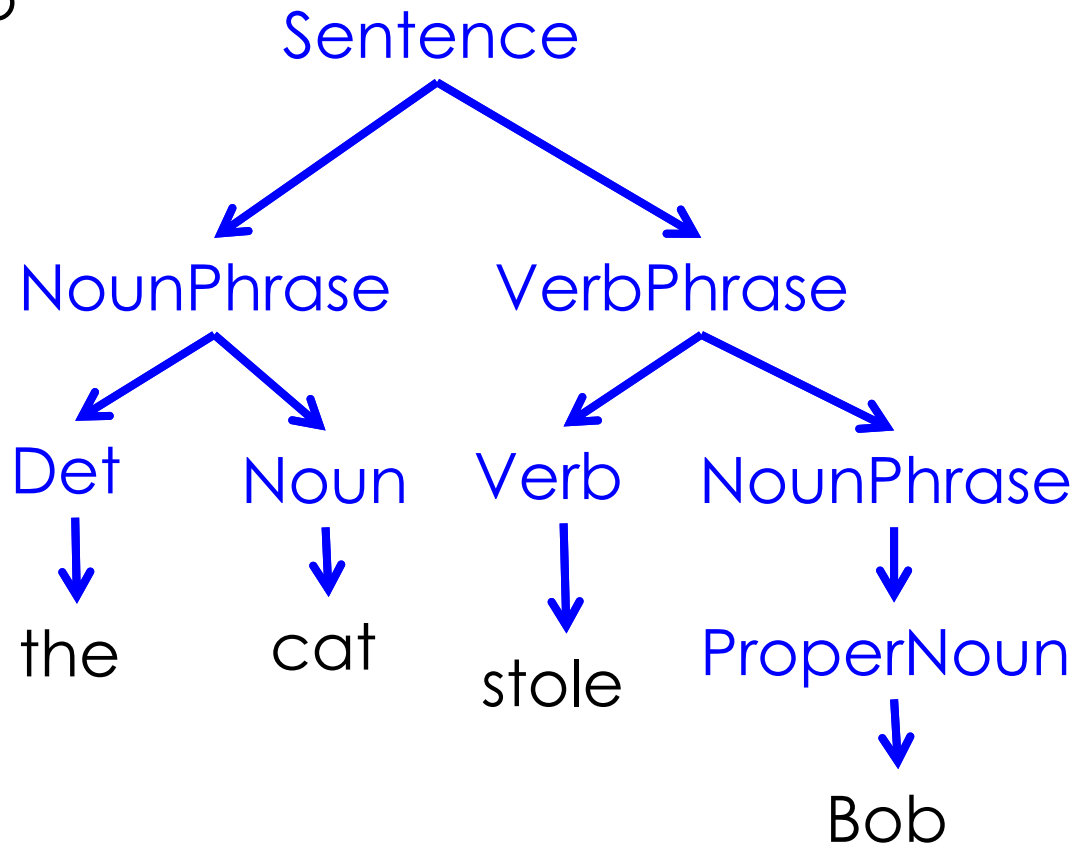 Sentence
NounPhrase VerbPhrase
Det Noun Verb NounPhrase
the cat stole ProperNoun
Bob